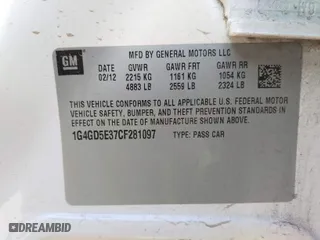 GM
MFD BY GENERAL MOTORS LLC
02/12 GVWR GAWR FRT GAWR RR
2215 KG 1161 KG 1054 KG
4883 LB 2559 LB 2324 LB
THIS VEHICLE CONFORMS TO ALL APPLICABLE U.S. FEDERAL MOTOR
VEHICLE SAFETY, BUMPER, AND THEFT PREVENTION STANDARDS IN
EFFECT ON THE DATE OF MANUFACTURE SHOWN ABOVE.
1G4GD5E37CF281097 TYPE: PASS CAR
DREAMBID